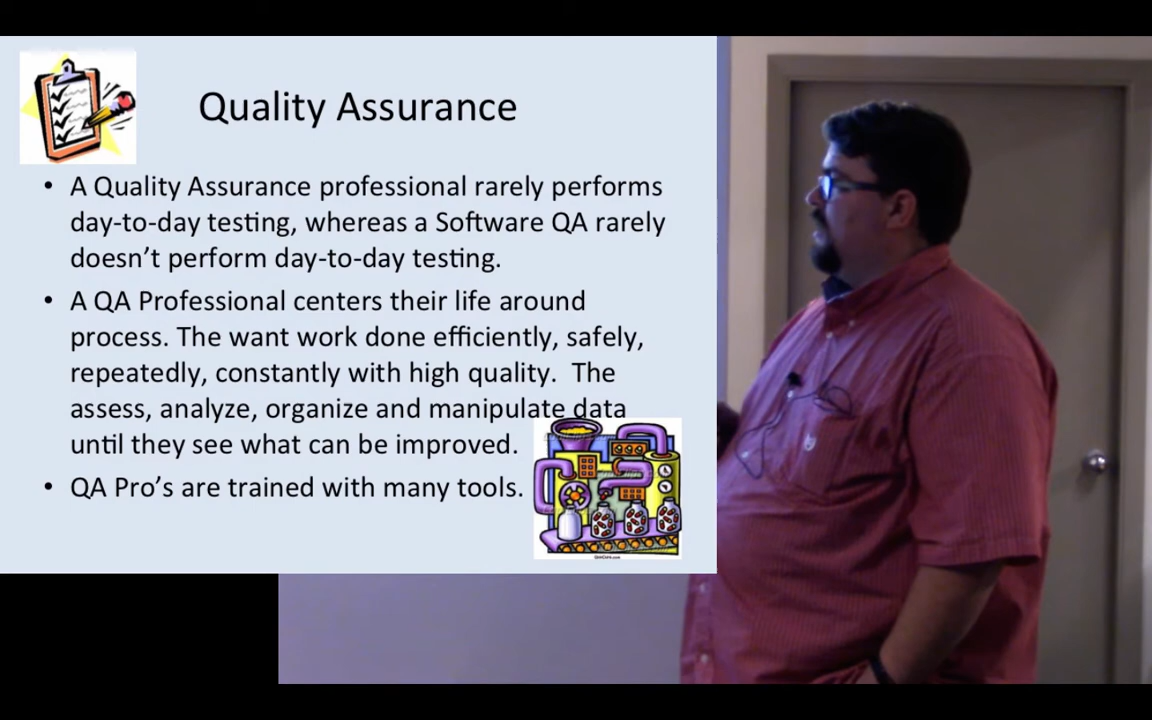 Quality Assurance
• A Quality Assurance professional rarely performs
day-to-day testing, whereas a Software QA rarely
doesn’t perform day-to-day testing.
• A QA Professional centers their life around
process. The want work done efficiently, safely,
repeatedly, constantly with high quality.  The
assess, analyze, organize and manipulate data
until they see what can be improved.
• QA Pro’s are trained with many tools.